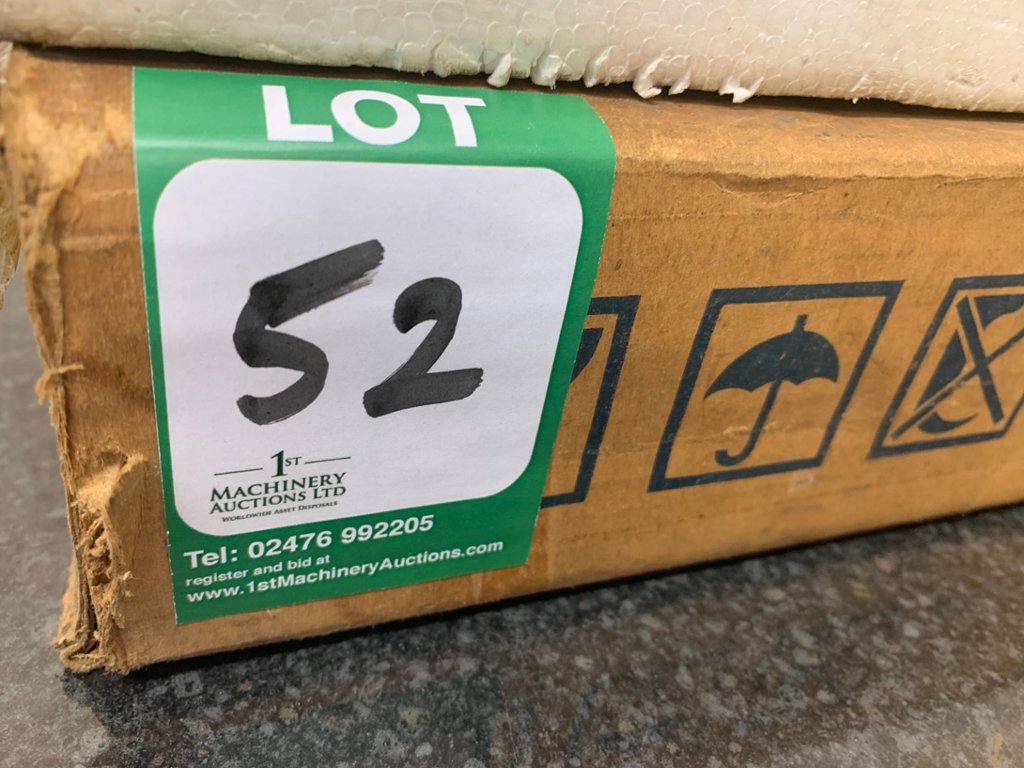 LOT
52
1ST
MACHINERY
AUCTIONS LTD
WORLDWIDE ASSET DISPOSALS
Tel: 02476 992205
register and bid at
www.1stMachineryAuctions.com